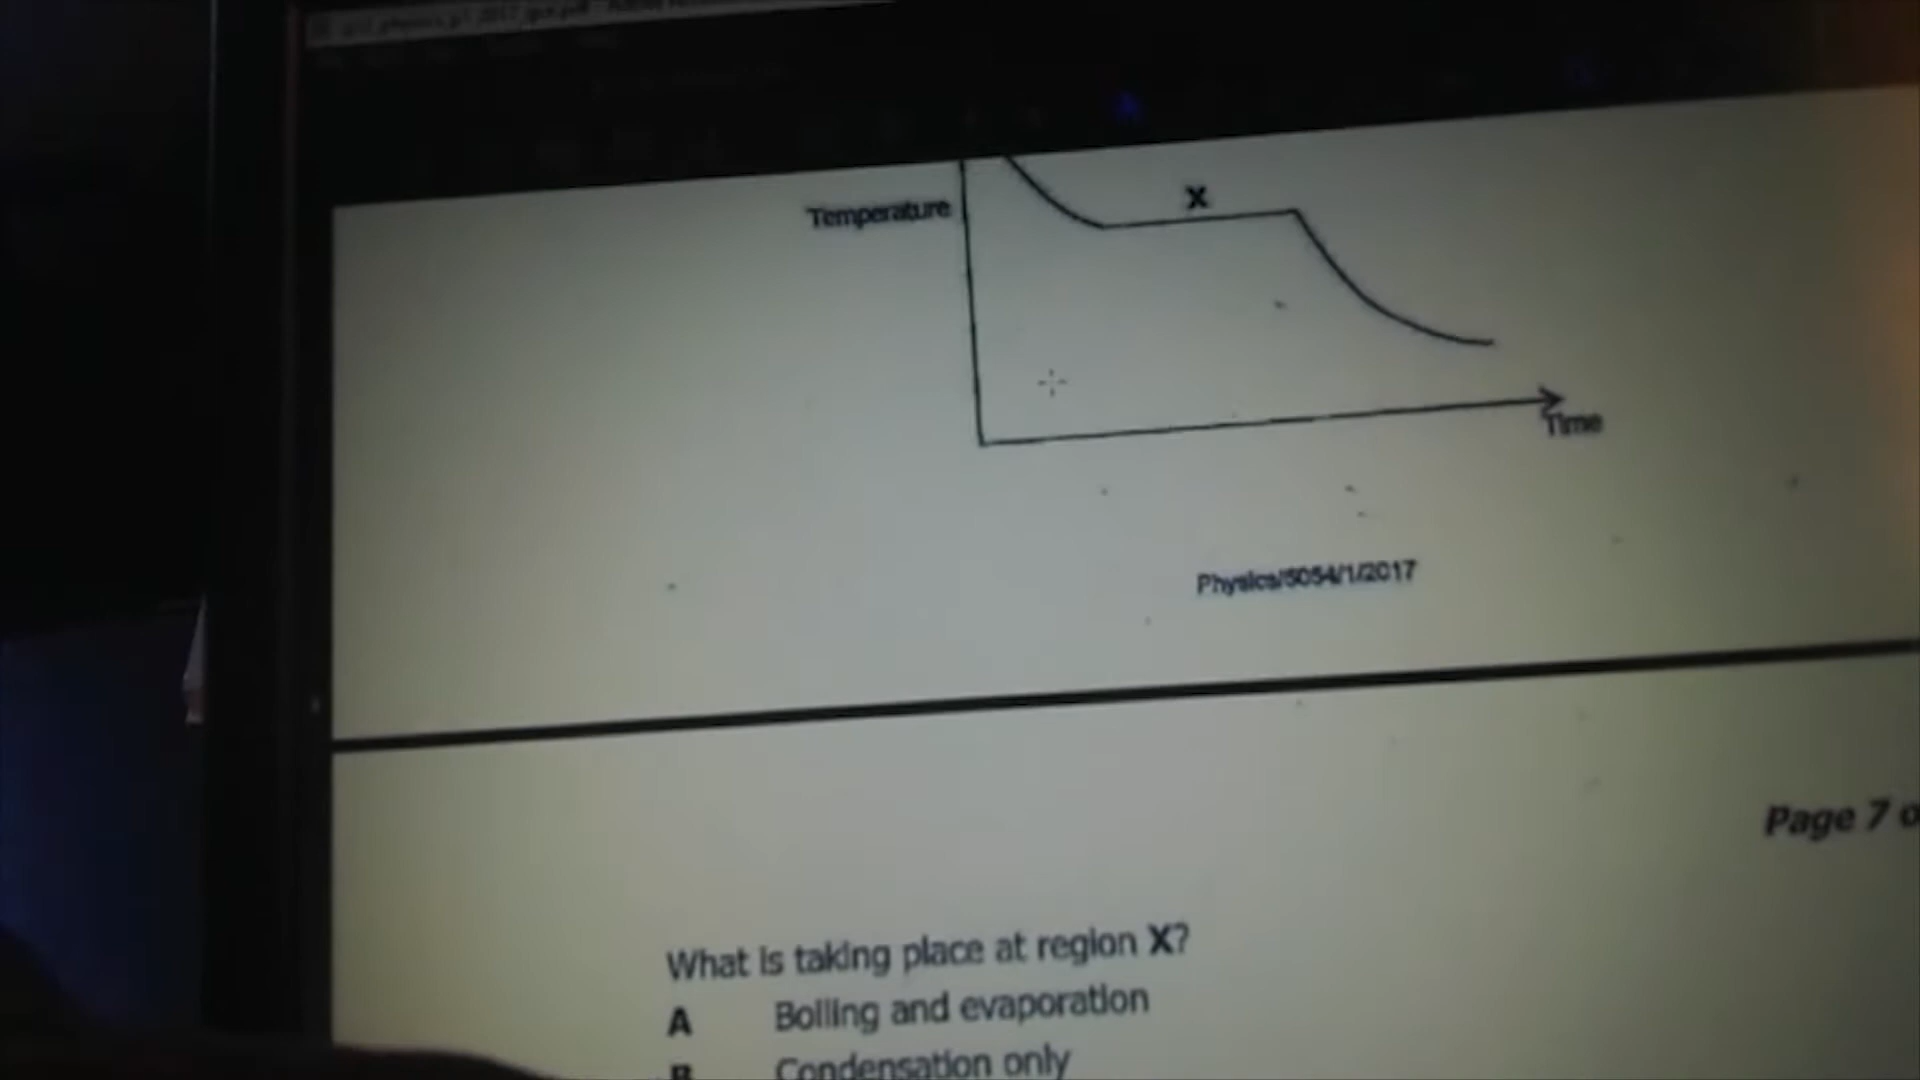 X
Temperature
Time
Physics/5054/1/2017
Page 7 o
What is taking place at region X?
A Boiling and evaporation
B Condensation only